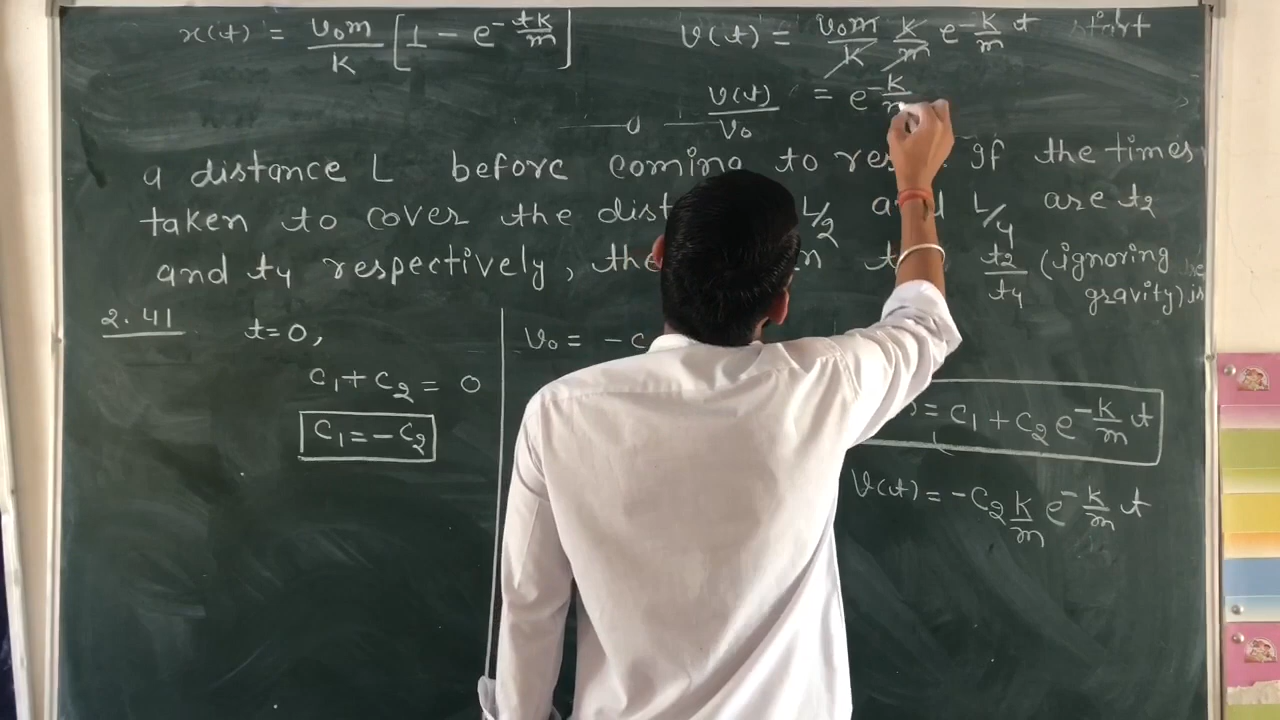 x(t) = v₀m/k [1 - e^(-tk/m)]
v(t) = v₀m/k k/m e^(-k/m t) start
v(t)/v₀ = e^(-k/
a distance L before coming to res If the times
taken to cover the dist L/2 and L/4 are t2
and t4 respectively, the t2/t4 (ignoring
gravity) is
2.41 t=0,
c₁ + c₂ = 0
c₁ = -c₂
v₀ = -c
= c₁ + c₂ e^(-k/m t)
v(t) = -c₂ k/m e^(-k/m t)